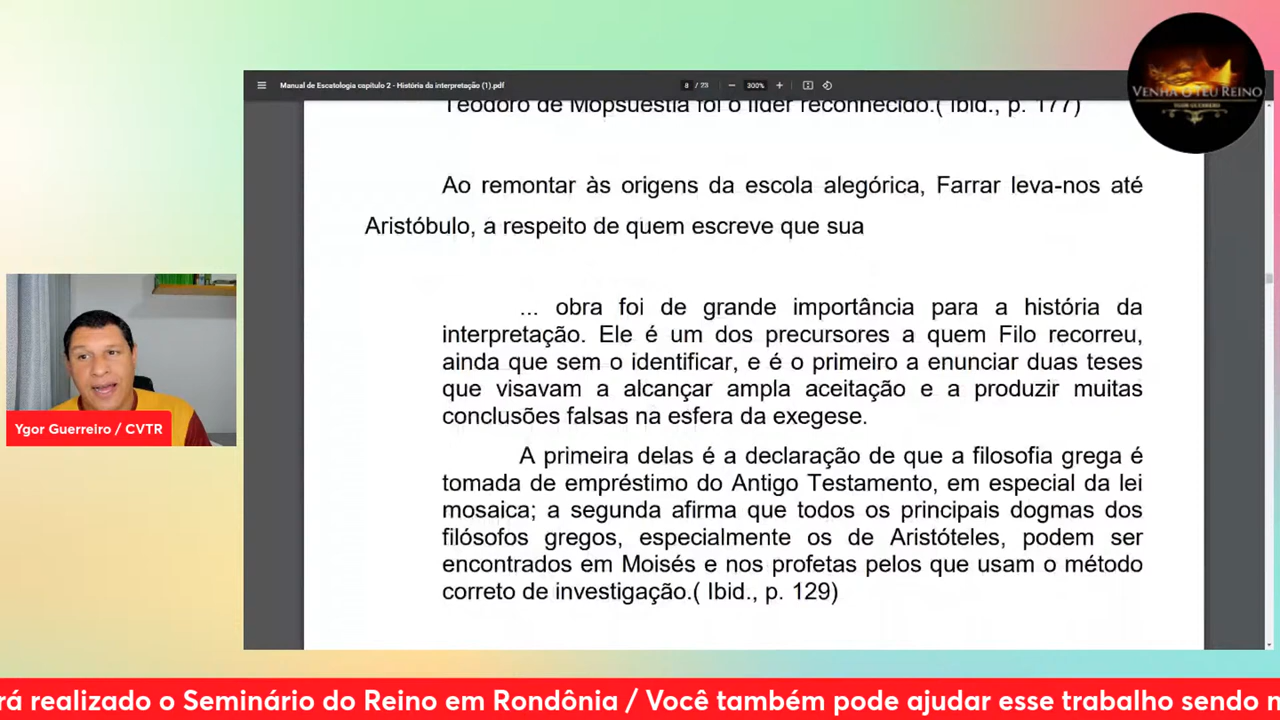 VENHA O TEU REINO
YGOR GUERREIRO
Manual de Escatologia capítulo 2 - História da interpretação (1).pdf
8 / 23
300%
Teodoro de Mopsuéstia foi o líder reconhecido.( Ibid., p. 177)
Ao remontar às origens da escola alegórica, Farrar leva-nos até
Aristóbulo, a respeito de quem escreve que sua
... obra foi de grande importância para a história da
interpretação. Ele é um dos precursores a quem Filo recorreu,
ainda que sem o identificar, e é o primeiro a enunciar duas teses
que visavam a alcançar ampla aceitação e a produzir muitas
conclusões falsas na esfera da exegese.
A primeira delas é a declaração de que a filosofia grega é
tomada de empréstimo do Antigo Testamento, em especial da lei
mosaica; a segunda afirma que todos os principais dogmas dos
filósofos gregos, especialmente os de Aristóteles, podem ser
encontrados em Moisés e nos profetas pelos que usam o método
correto de investigação.( Ibid., p. 129)
Ygor Guerreiro / CVTR
rá realizado o Seminário do Reino em Rondônia / Você também pode ajudar esse trabalho sendo